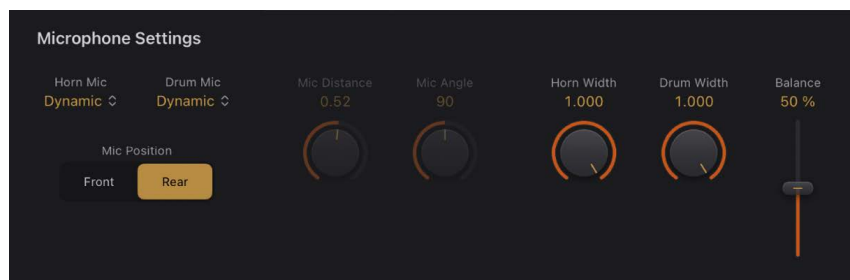 Microphone Settings
Horn Mic
Dynamic
Drum Mic
Dynamic
Mic Position
Front
Rear
Mic Distance
0.52
Mic Angle
90
Horn Width
1.000
Drum Width
1.000
Balance
50 %